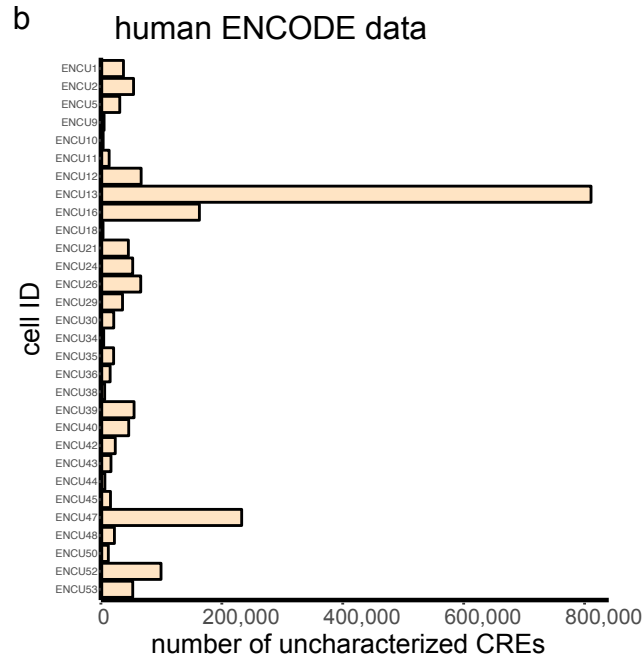 b
human ENCODE data
ENCU1
ENCU2
ENCU5
ENCU9
ENCU10
ENCU11
ENCU12
ENCU13
ENCU16
ENCU18
ENCU21
ENCU24
ENCU26
ENCU29
ENCU30
ENCU34
ENCU35
ENCU36
ENCU38
ENCU39
ENCU40
ENCU42
ENCU43
ENCU44
ENCU45
ENCU47
ENCU48
ENCU50
ENCU52
ENCU53
cell ID
0 200,000 400,000 600,000 800,000
number of uncharacterized CREs